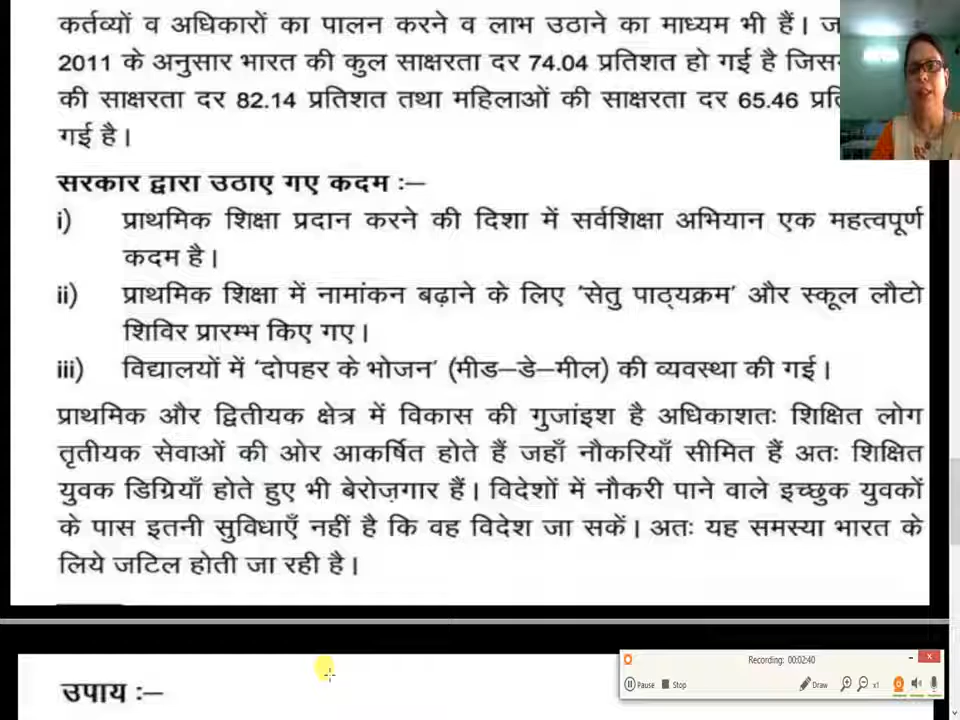 कर्तव्यों व अधिकारों का पालन करने व लाभ उठाने का माध्यम भी हैं।
2011 के अनुसार भारत की कुल साक्षरता दर 74.04 प्रतिशत हो गई है
की साक्षरता दर 82.14 प्रतिशत तथा महिलाओं की साक्षरता दर 65.46
गई है।
सरकार द्वारा उठाए गए कदम :–
i) प्राथमिक शिक्षा प्रदान करने की दिशा में सर्वशिक्षा अभियान एक महत्वपूर्ण
कदम है।
ii) प्राथमिक शिक्षा में नामांकन बढ़ाने के लिए ‘सेतु पाठ्यक्रम’ और स्कूल लौटो
शिविर प्रारम्भ किए गए।
iii) विद्यालयों में ‘दोपहर के भोजन’ (मीड–डे–मील) की व्यवस्था की गई।
प्राथमिक और द्वितीयक क्षेत्र में विकास की गुजांइश है अधिकाशतः शिक्षित लोग
तृतीयक सेवाओं की ओर आकर्षित होते हैं जहाँ नौकरियाँ सीमित हैं अतः शिक्षित
युवक डिग्रियाँ होते हुए भी बेरोज़गार हैं। विदेशों में नौकरी पाने वाले इच्छुक युवकों
के पास इतनी सुविधाएँ नहीं है कि वह विदेश जा सकें। अतः यह समस्या भारत के
लिये जटिल होती जा रही है।
उपाय :–
Recording: 00:02:40
Pause Stop Draw x1